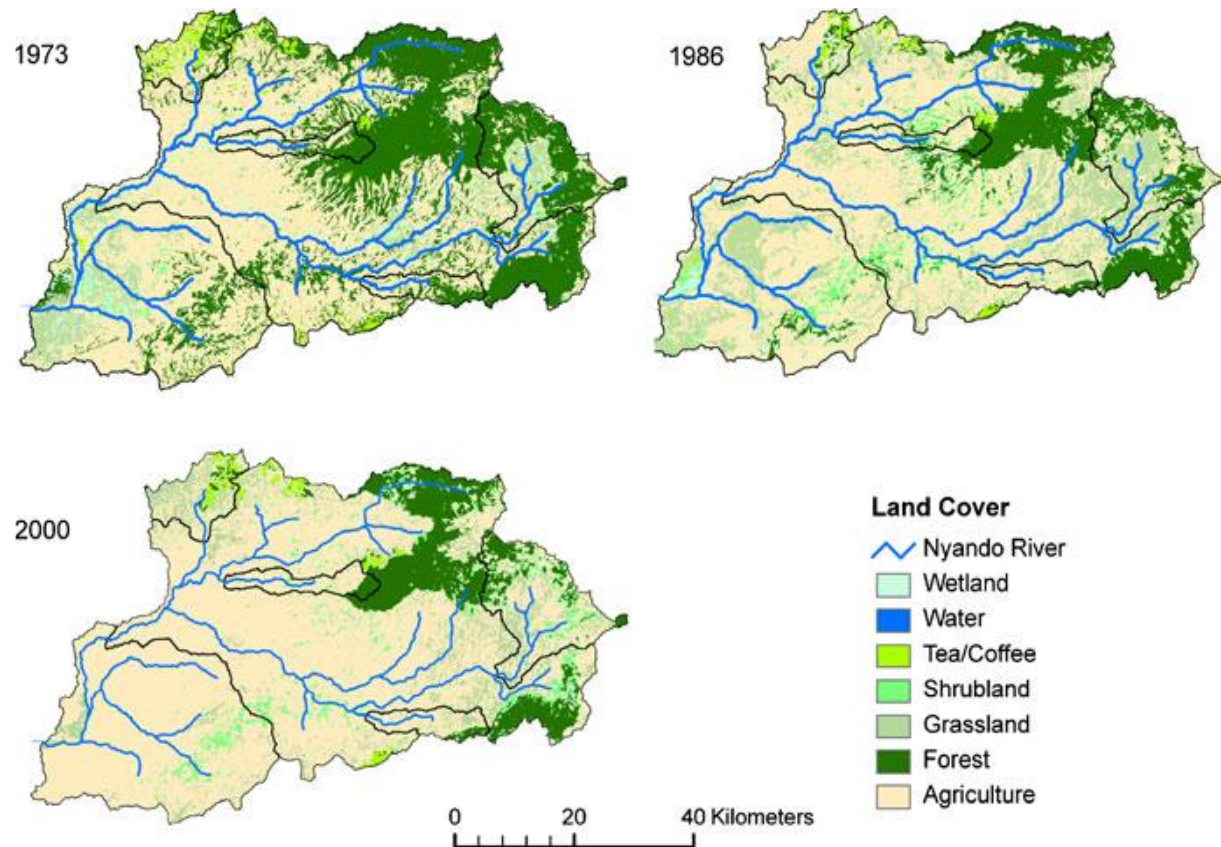 1973
1986
2000
Land Cover
Nyando River
Wetland
Water
Tea/Coffee
Shrubland
Grassland
Forest
Agriculture
0 20 40 Kilometers